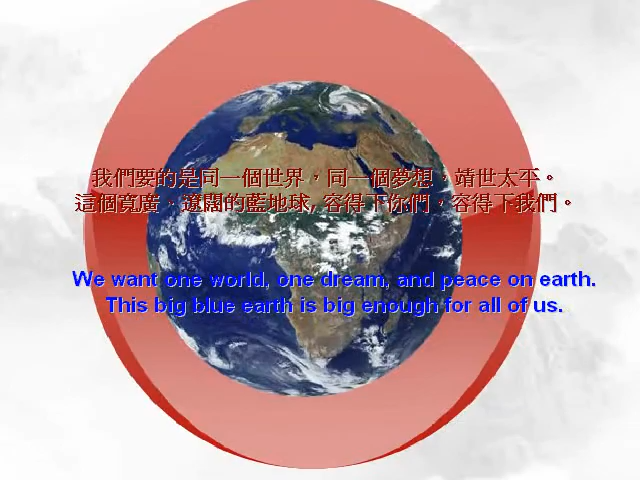 我們要的是同一個世界，同一個夢想，靖世太平。
這個寬廣，遼闊的藍地球, 容得下你們，容得下我們。
We want one world, one dream, and peace on earth.
This big blue earth is big enough for all of us.